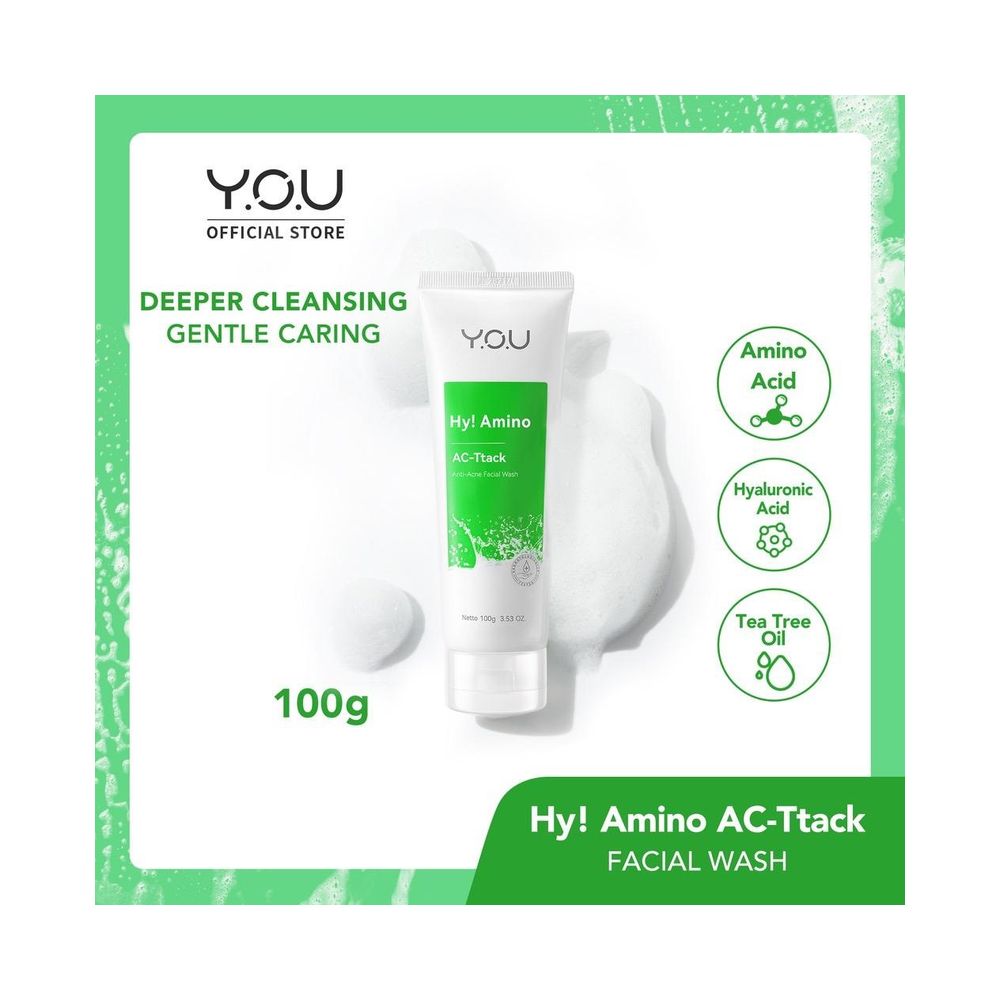 Y.O.U
OFFICIAL STORE
DEEPER CLEANSING
GENTLE CARING
Y.O.U
Hy! Amino
AC-Ttack
Anti-Acne Facial Wash
Netto 100g 3.53 OZ.
100g
Amino
Acid
Hyaluronic
Acid
Tea Tree
Oil
Hy! Amino AC-Ttack
FACIAL WASH